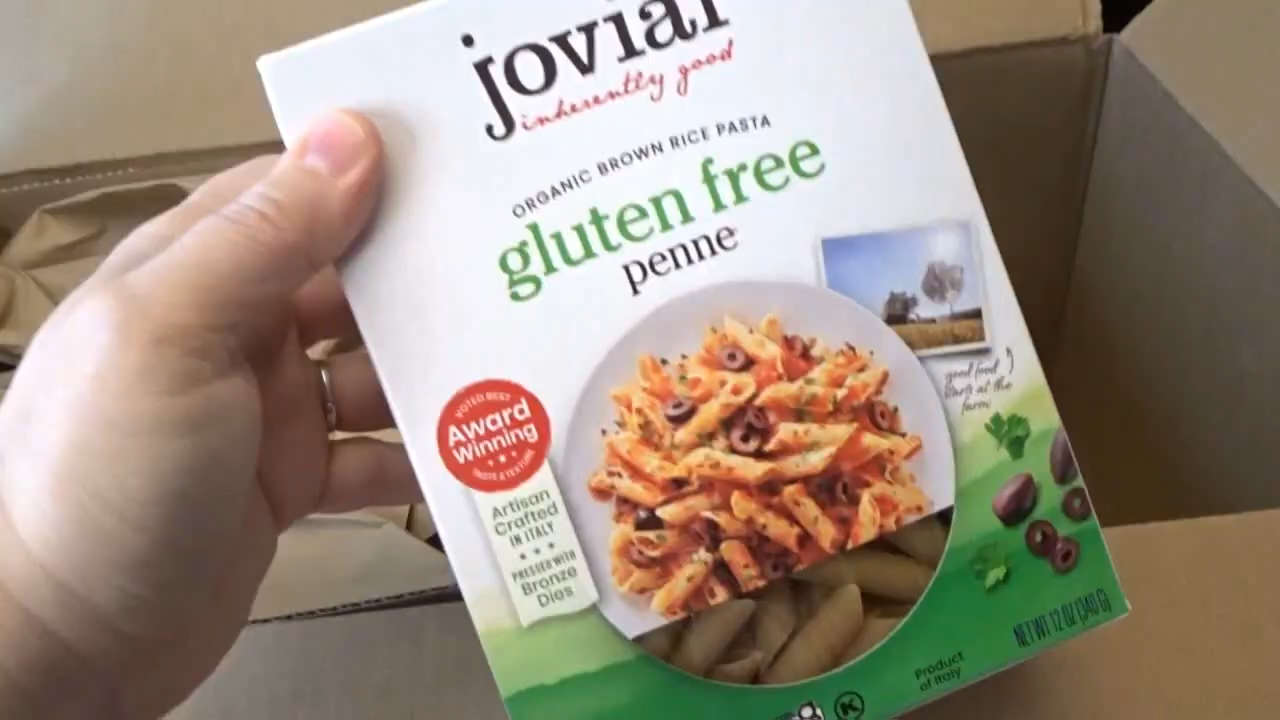 jovial
inherently good
ORGANIC BROWN RICE PASTA
gluten free
penne
good food
starts at the
farm
VOTED BEST
Award
Winning
TASTE & TEXTURE
Artisan
Crafted
IN ITALY
PRESSED WITH
Bronze
Dies
NET WT 12 OZ (340 G)
Product
of Italy
K